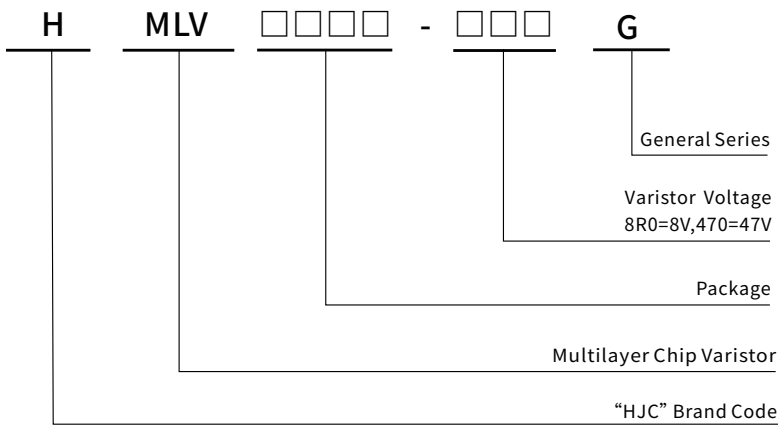 H MLV □□□□ - □□□ G
General Series
Varistor Voltage
8R0=8V,470=47V
Package
Multilayer Chip Varistor
“HJC” Brand Code